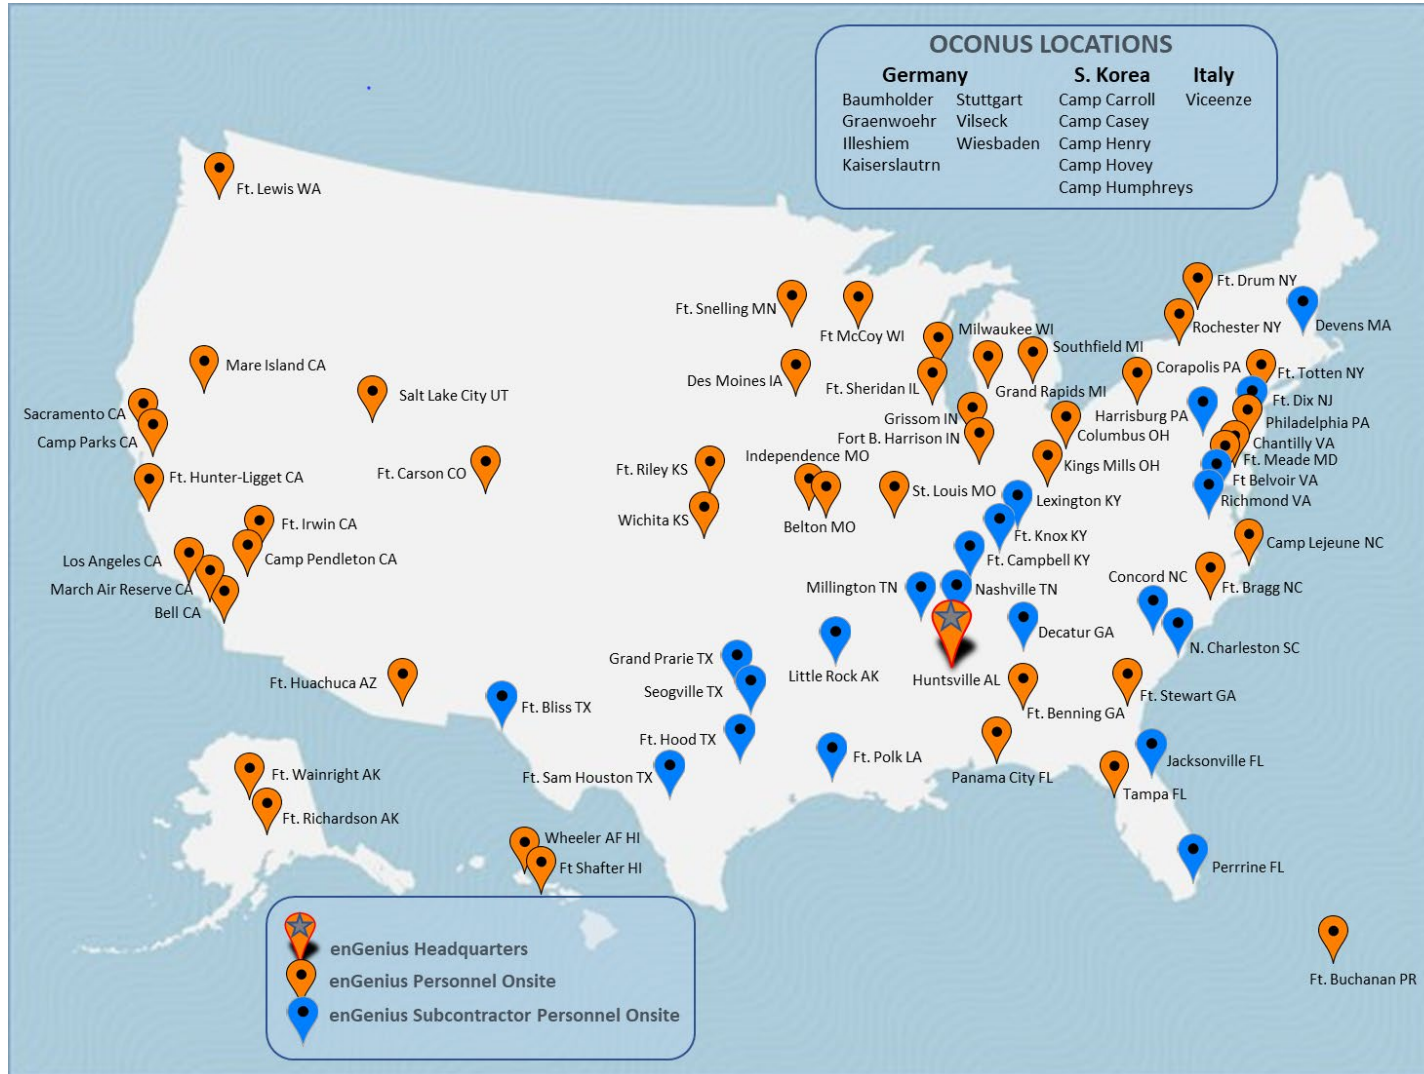 OCONUS LOCATIONS
Germany
S. Korea
Italy
Baumholder
Stuttgart
Camp Carroll
Viceenze
Graenwoehr
Vilseck
Camp Casey
Illeshiem
Wiesbaden
Camp Henry
Kaiserslautrn
Camp Hovey
Camp Humphreys
Ft. Lewis WA
Ft. Drum NY
Ft. Snelling MN
Rochester NY
Devens MA
Ft McCoy WI
Milwaukee WI
Southfield MI
Mare Island CA
Corapolis PA
Ft. Totten NY
Des Moines IA
Ft. Sheridan IL
Grand Rapids MI
Salt Lake City UT
Ft. Dix NJ
Sacramento CA
Grissom IN
Harrisburg PA
Philadelphia PA
Camp Parks CA
Fort B. Harrison IN
Columbus OH
Chantilly VA
Independence MO
Ft. Meade MD
Ft. Carson CO
Ft. Riley KS
Kings Mills OH
Ft. Hunter-Ligget CA
Ft Belvoir VA
St. Louis MO
Lexington KY
Richmond VA
Ft. Irwin CA
Wichita KS
Belton MO
Ft. Knox KY
Camp Lejeune NC
Los Angeles CA
Camp Pendleton CA
Ft. Campbell KY
Concord NC
March Air Reserve CA
Millington TN
Nashville TN
Ft. Bragg NC
Bell CA
Decatur GA
N. Charleston SC
Grand Prarie TX
Little Rock AK
Huntsville AL
Ft. Huachuca AZ
Seogville TX
Ft. Stewart GA
Ft. Bliss TX
Ft. Benning GA
Ft. Hood TX
Ft. Polk LA
Jacksonville FL
Ft. Wainright AK
Ft. Sam Houston TX
Panama City FL
Tampa FL
Ft. Richardson AK
Wheeler AF HI
Ft Shafter HI
Perrrine FL
enGenius Headquarters
enGenius Personnel Onsite
Ft. Buchanan PR
enGenius Subcontractor Personnel Onsite